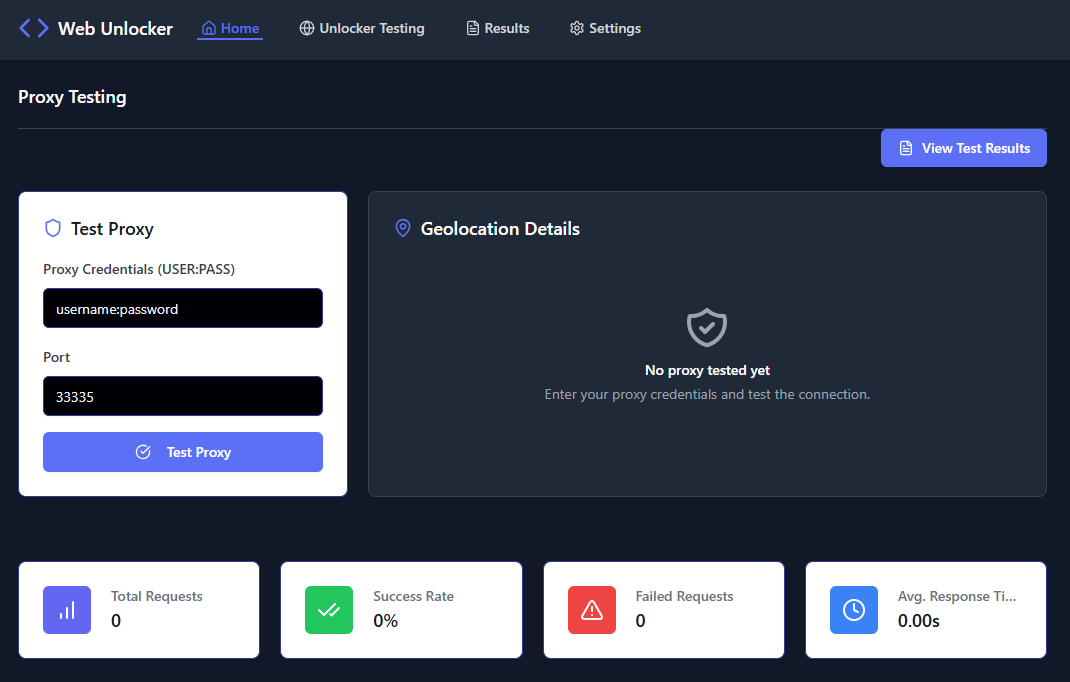 Web Unlocker
Home
Unlocker Testing
Results
Settings
Proxy Testing
View Test Results
Test Proxy
Proxy Credentials (USER:PASS)
username:password
Port
33335
Test Proxy
Geolocation Details
No proxy tested yet
Enter your proxy credentials and test the connection.
Total Requests
0
Success Rate
0%
Failed Requests
0
Avg. Response Ti...
0.00s